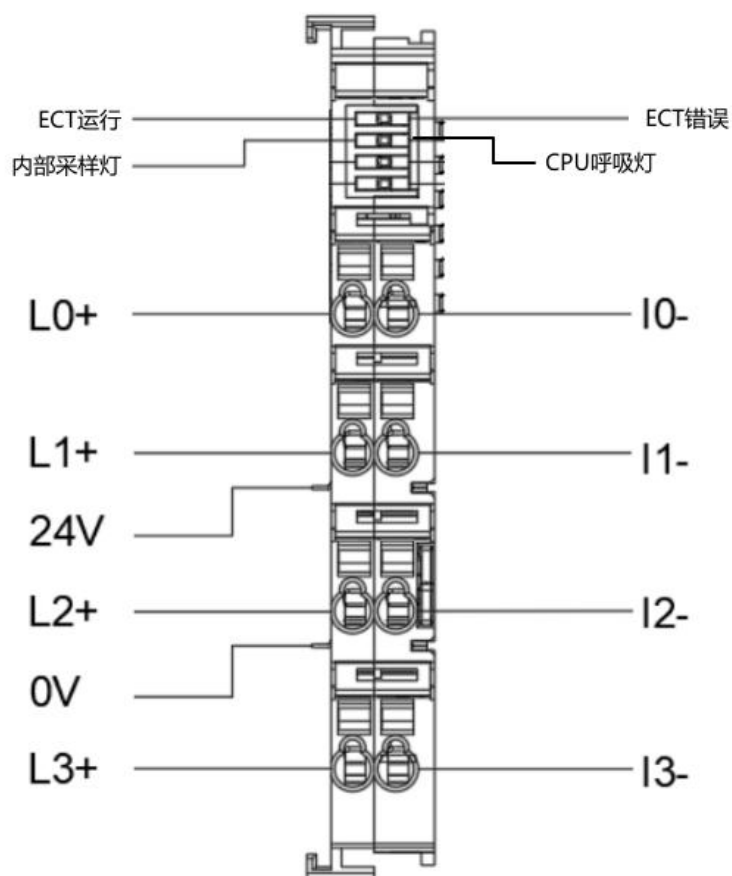 ECT运行
ECT错误
内部采样灯
CPU呼吸灯
L0+
I0-
L1+
I1-
24V
L2+
I2-
0V
L3+
I3-